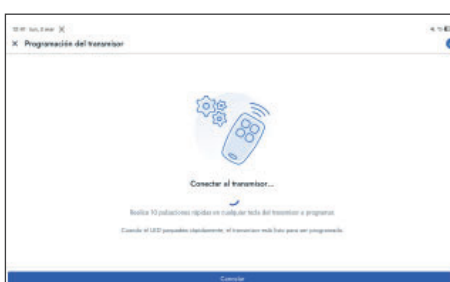 Programación del transmisor
Conectar al transmisor...
Realice 10 pulsaciones rápidas en cualquier tecla del transmisor a programar.
Cuando el LED parpadee rápidamente, el transmisor está listo para ser programado.
Cancelar